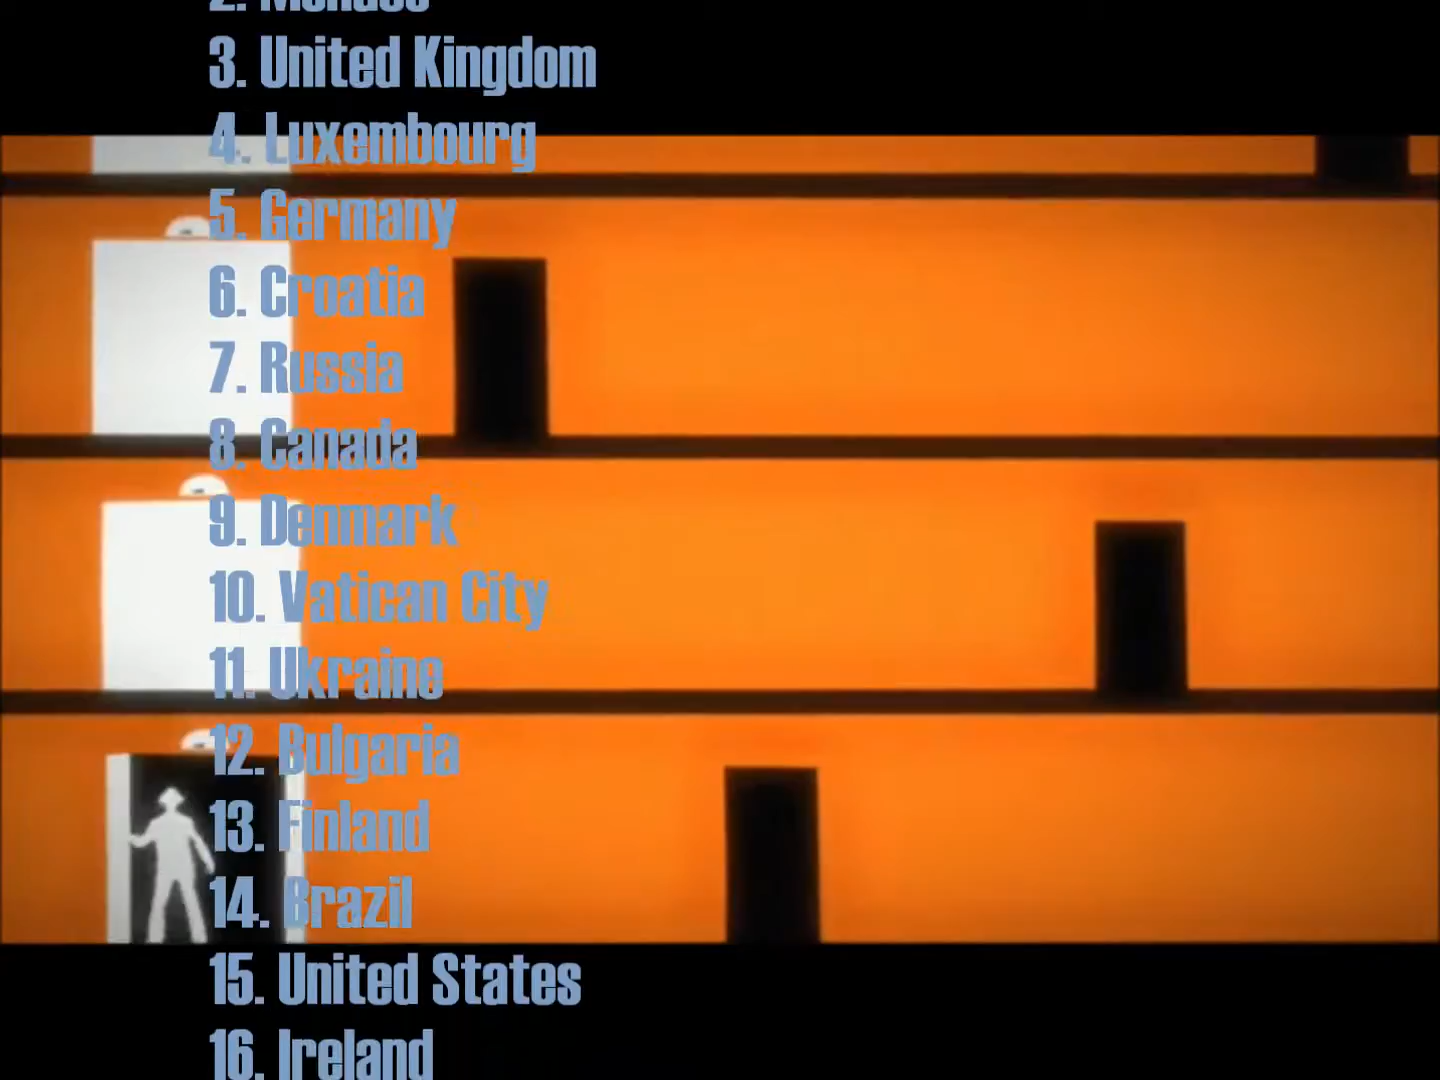 3. United Kingdom
4. Luxembourg
5. Germany
6. Croatia
7. Russia
8. Canada
9. Denmark
10. Vatican City
11. Ukraine
12. Bulgaria
13. Finland
14. Brazil
15. United States
16. Ireland